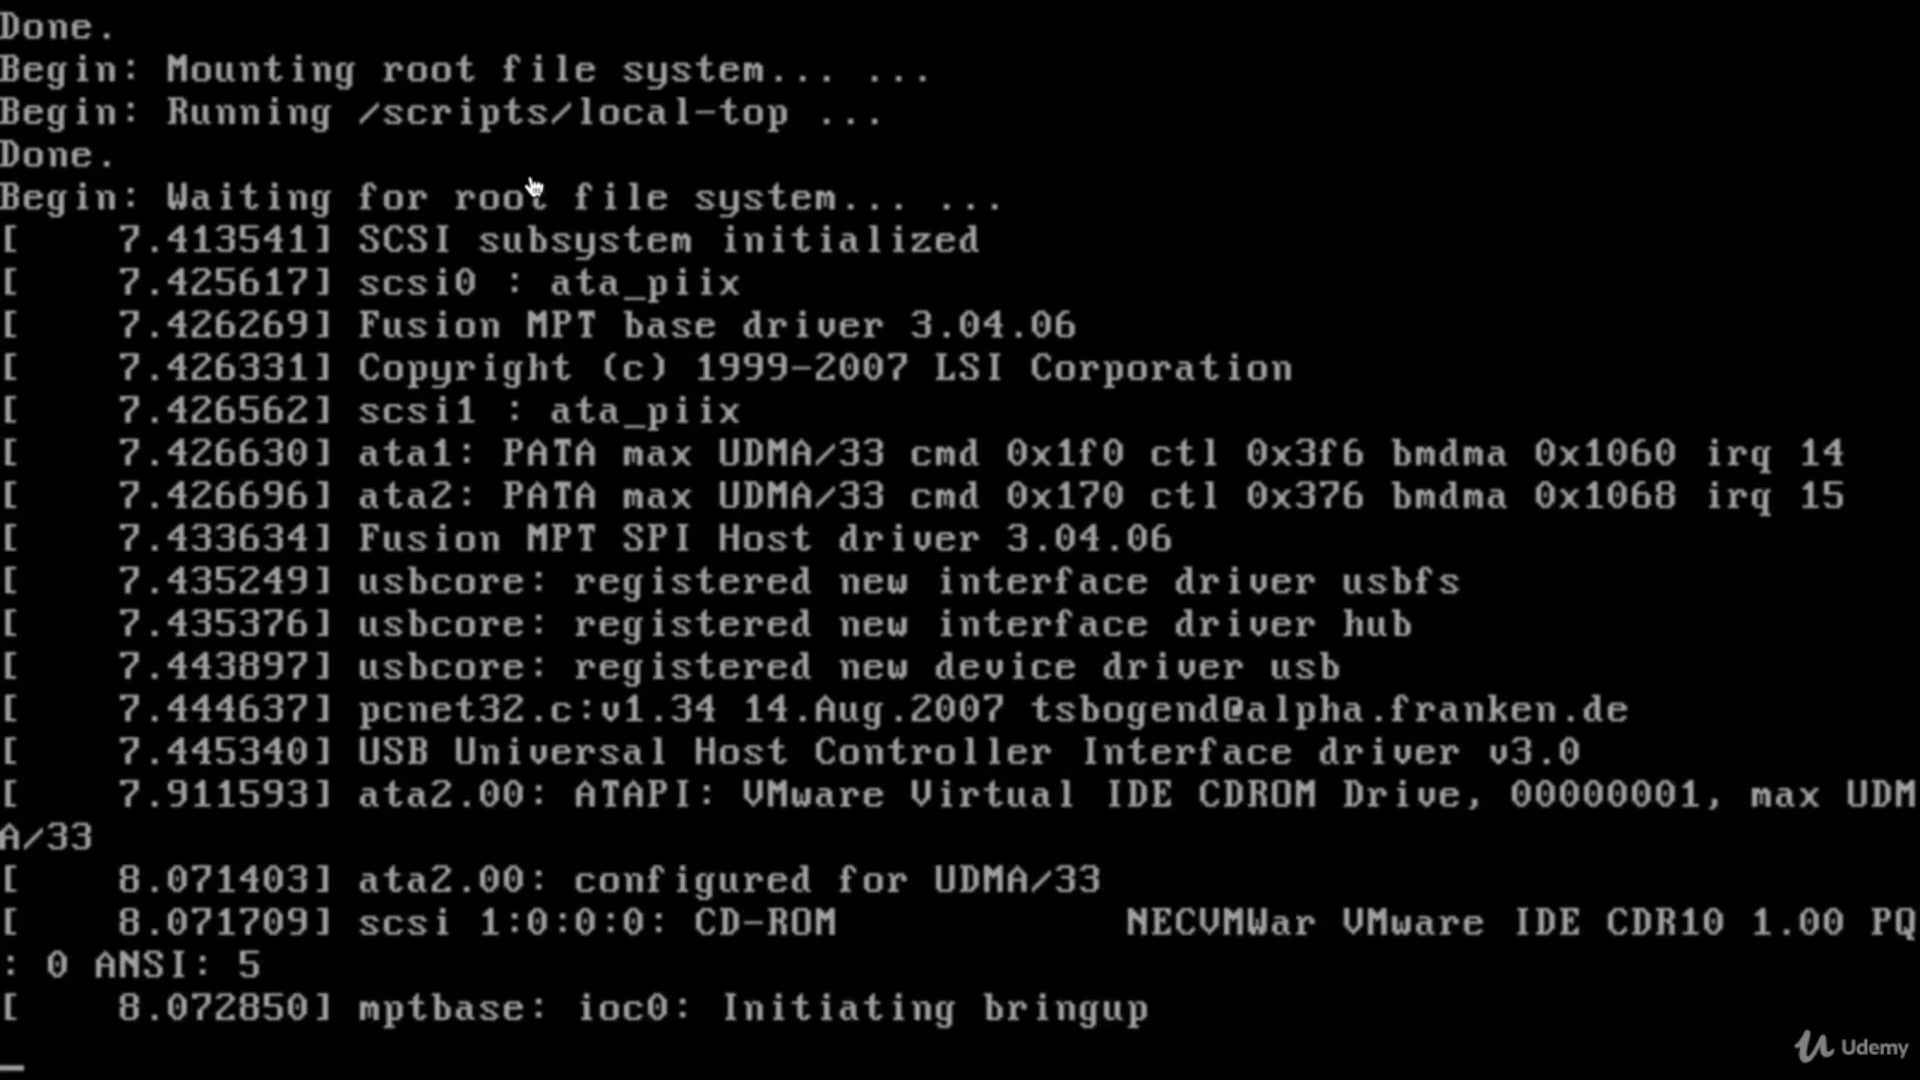 Done.
Begin: Mounting root file system... ...
Begin: Running /scripts/local-top ...
Done.
Begin: Waiting for root file system... ...
[    7.413541] SCSI subsystem initialized
[    7.425617] scsi0 : ata_piix
[    7.426269] Fusion MPT base driver 3.04.06
[    7.426331] Copyright (c) 1999-2007 LSI Corporation
[    7.426562] scsi1 : ata_piix
[    7.426630] ata1: PATA max UDMA/33 cmd 0x1f0 ctl 0x3f6 bmdma 0x1060 irq 14
[    7.426696] ata2: PATA max UDMA/33 cmd 0x170 ctl 0x376 bmdma 0x1068 irq 15
[    7.433634] Fusion MPT SPI Host driver 3.04.06
[    7.435249] usbcore: registered new interface driver usbfs
[    7.435376] usbcore: registered new interface driver hub
[    7.443897] usbcore: registered new device driver usb
[    7.444637] pcnet32.c:v1.34 14.Aug.2007 tsbogend@alpha.franken.de
[    7.445340] USB Universal Host Controller Interface driver v3.0
[    7.911593] ata2.00: ATAPI: VMware Virtual IDE CDROM Drive, 00000001, max UDM
A/33
[    8.071403] ata2.00: configured for UDMA/33
[    8.071709] scsi 1:0:0:0: CD-ROM            NECVMWar VMware IDE CDR10 1.00 PQ
: 0 ANSI: 5
[    8.072850] mptbase: ioc0: Initiating bringup
Udemy